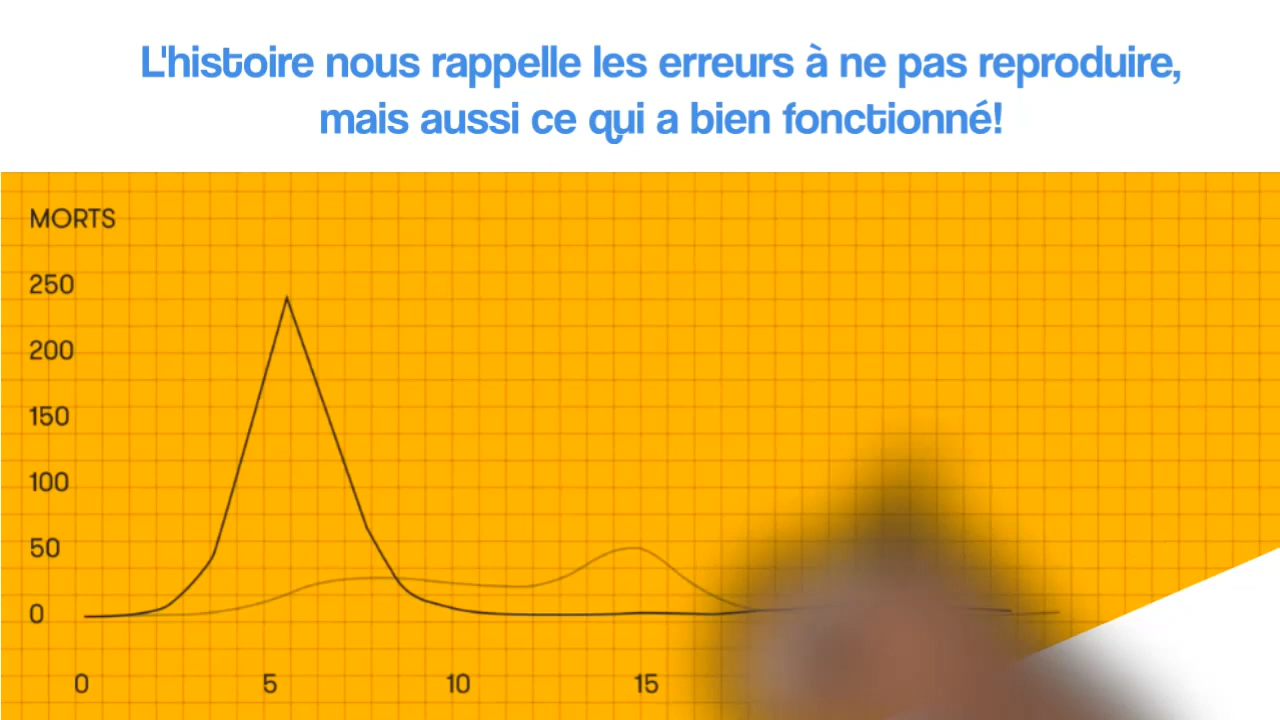 L'histoire nous rappelle les erreurs à ne pas reproduire,
mais aussi ce qui a bien fonctionné!
MORTS
250
200
150
100
50
0
0 5 10 15